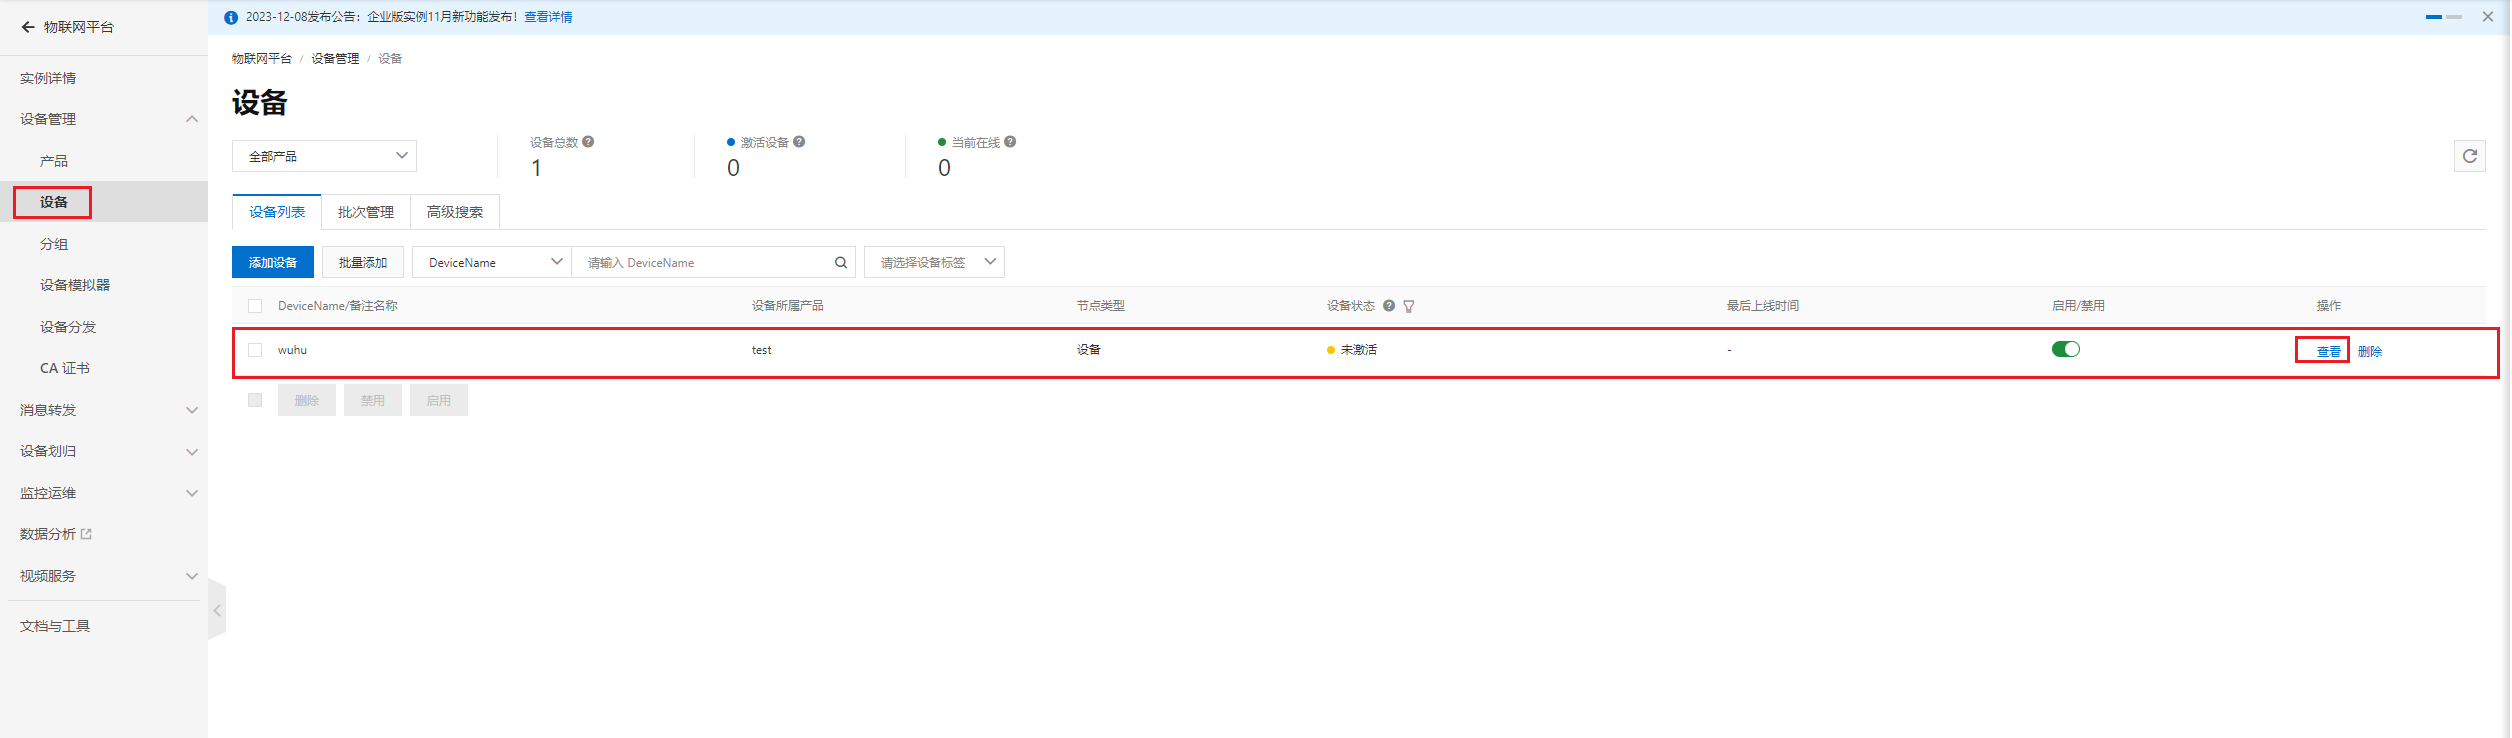 物联网平台
实例详情
设备管理
产品
设备
分组
设备模拟器
设备分发
CA 证书
消息转发
设备划归
监控运维
数据分析
视频服务
文档与工具
2023-12-08发布公告：企业版实例11月新功能发布！查看详情
物联网平台 / 设备管理 / 设备
设备
全部产品
设备总数
1
激活设备
0
当前在线
0
设备列表 批次管理 高级搜索
添加设备 批量添加 DeviceName 请输入 DeviceName 请选择设备标签
DeviceName/备注名称 设备所属产品 节点类型 设备状态 最后上线时间 启用/禁用 操作
wuhu test 设备 未激活 - 查看 删除
删除 禁用 启用